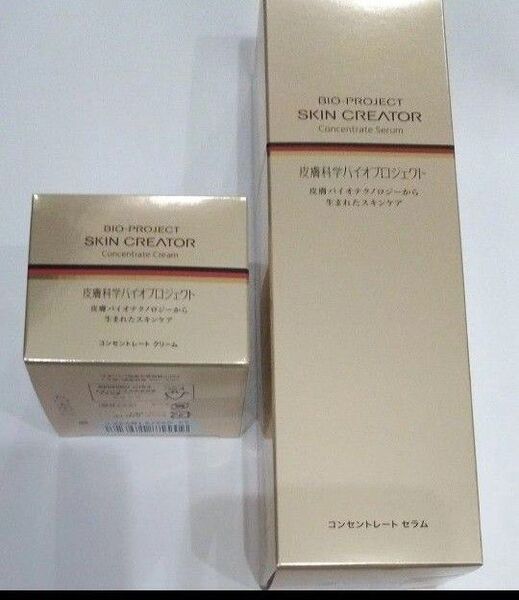 BIO-PROJECT
SKIN CREATOR
Concentrate Serum
皮膚科学バイオプロジェクト
皮膚バイオテクノロジーから
生まれたスキンケア
コンセントレート セラム
BIO-PROJECT
SKIN CREATOR
Concentrate Cream
皮膚科学バイオプロジェクト
皮膚バイオテクノロジーから
生まれたスキンケア
コンセントレート クリーム